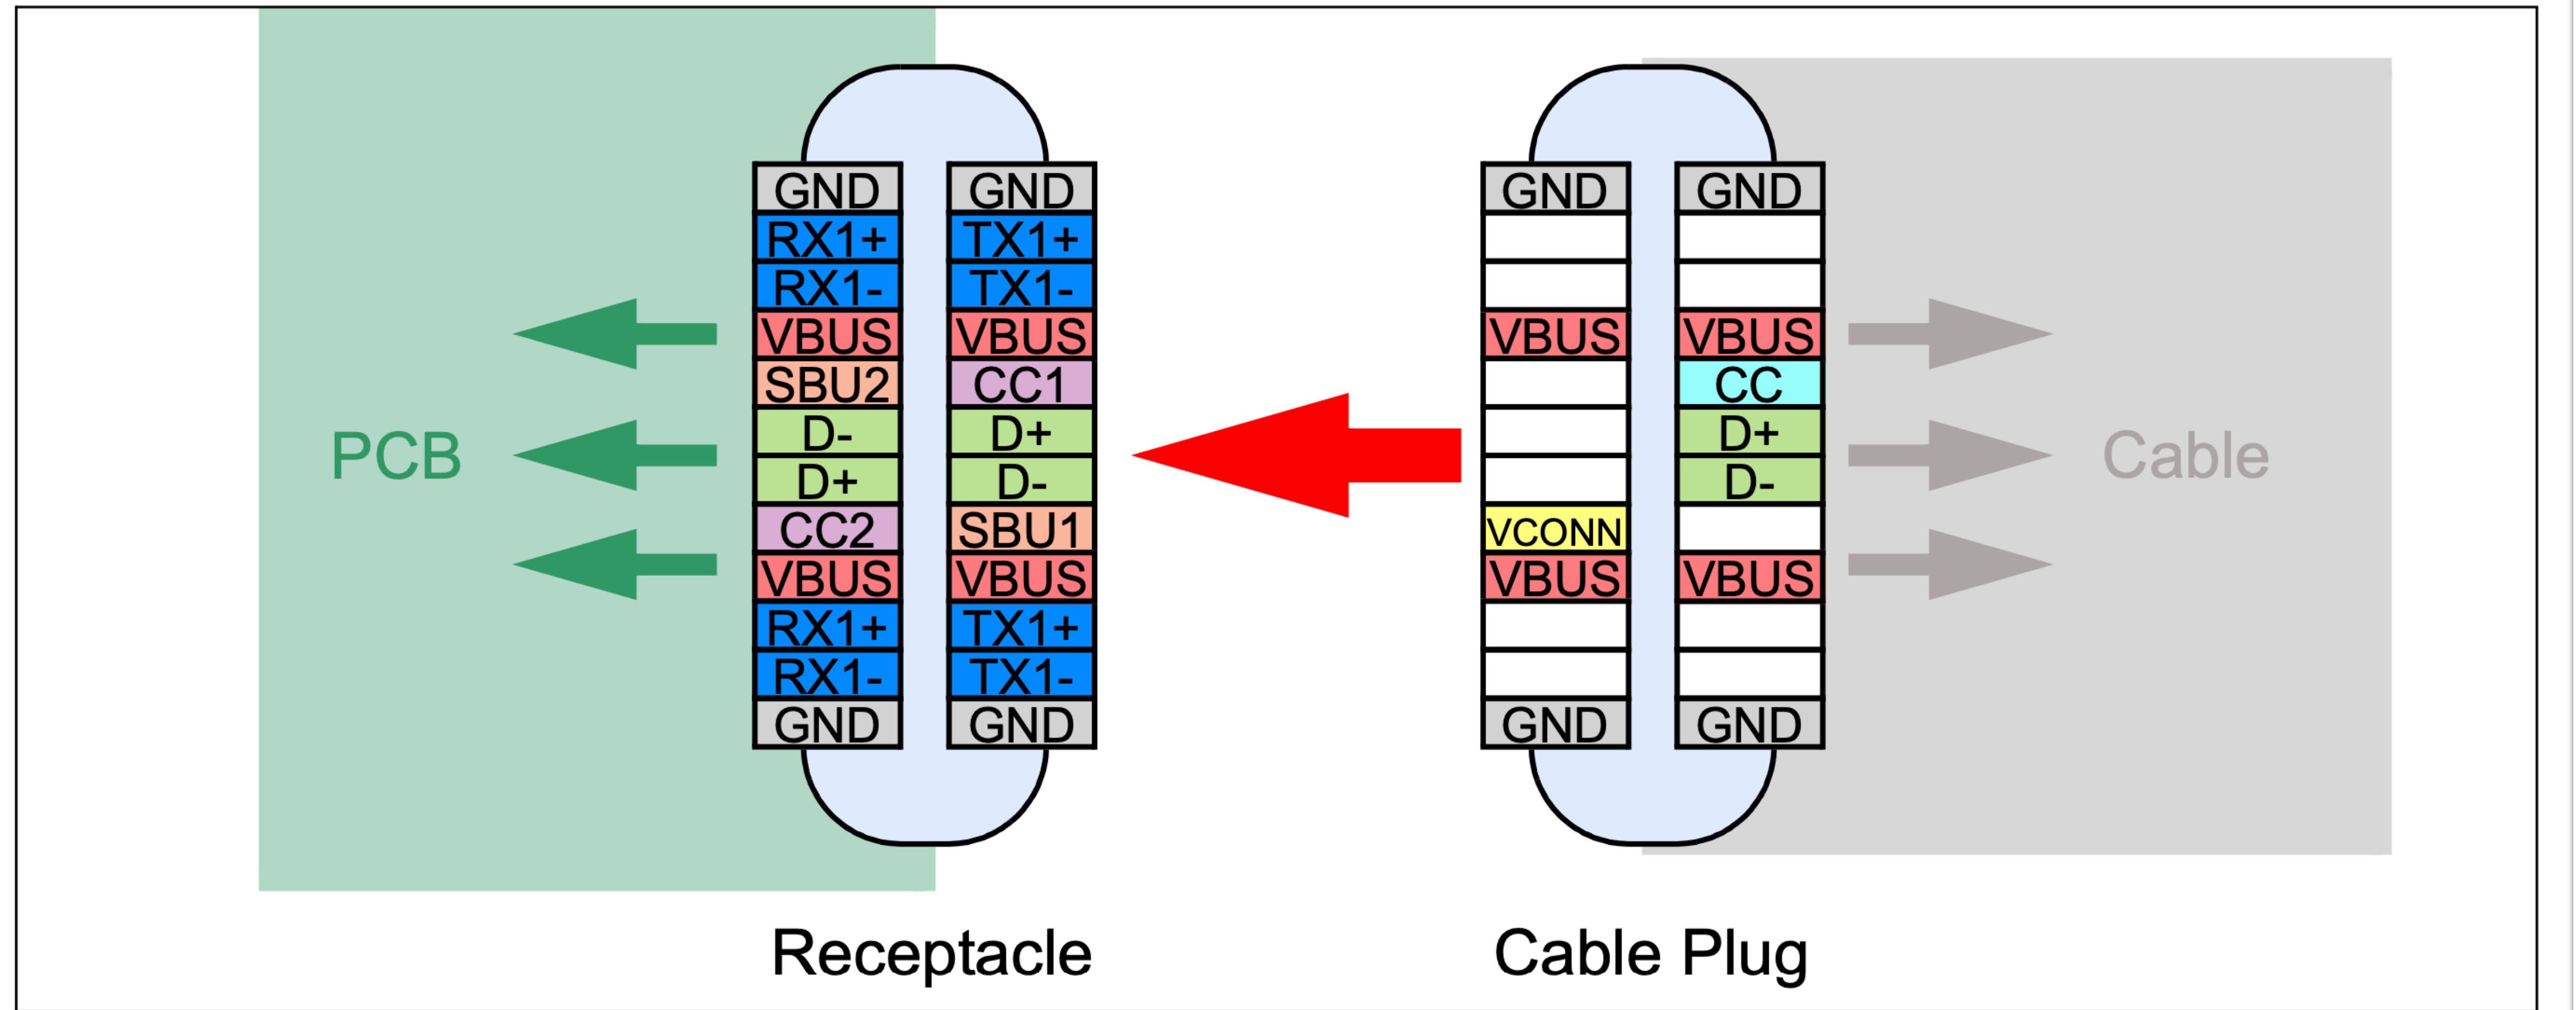 GND GND GND GND
RX1+ TX1+
RX1- TX1-
VBUS VBUS VBUS VBUS
SBU2 CC1 CC
D- D+ D+
PCB Cable
D+ D- D-
CC2 SBU1 VCONN
VBUS VBUS VBUS VBUS
RX1+ TX1+
RX1- TX1-
GND GND GND GND
Receptacle Cable Plug